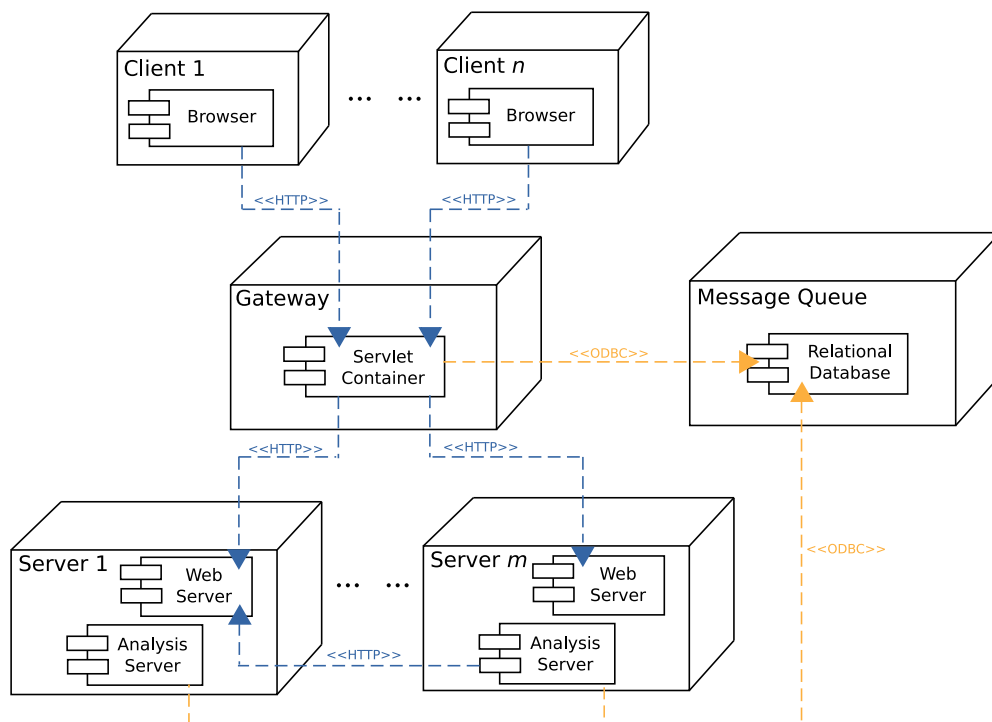 Client 1
Browser
... ...
Client n
Browser
<<HTTP>>
<<HTTP>>
Gateway
Servlet
Container
<<ODBC>>
Message Queue
Relational
Database
<<HTTP>>
<<HTTP>>
Server 1
Web
Server
Analysis
Server
... ...
<<HTTP>>
Server m
Web
Server
Analysis
Server
<<ODBC>>